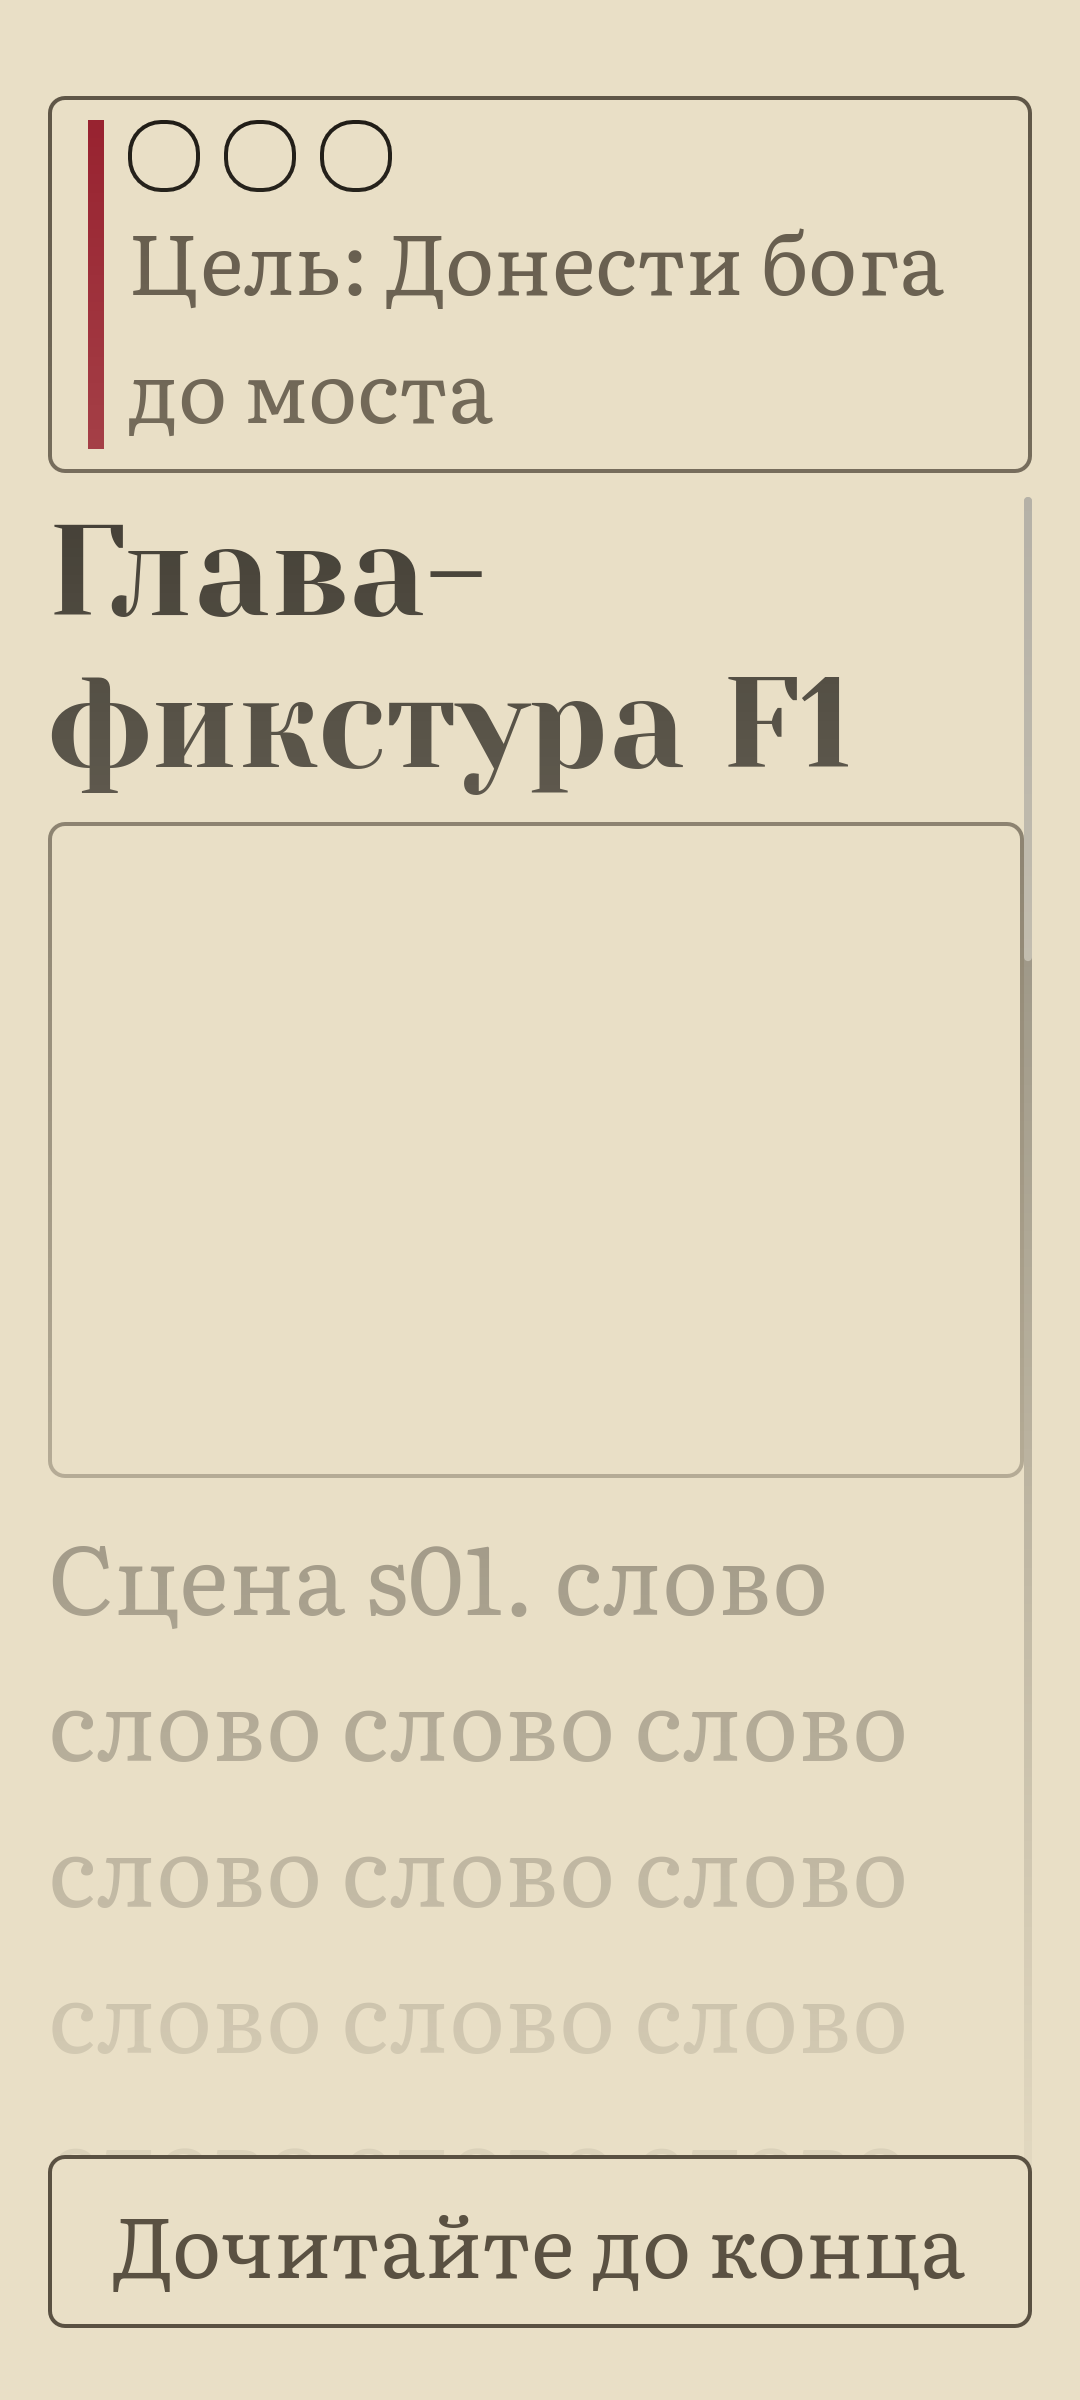 Цель: Донести бога
до моста
Глава-
фикстура F1
Сцена s01. слово
слово слово слово
слово слово слово
слово слово слово
Дочитайте до конца